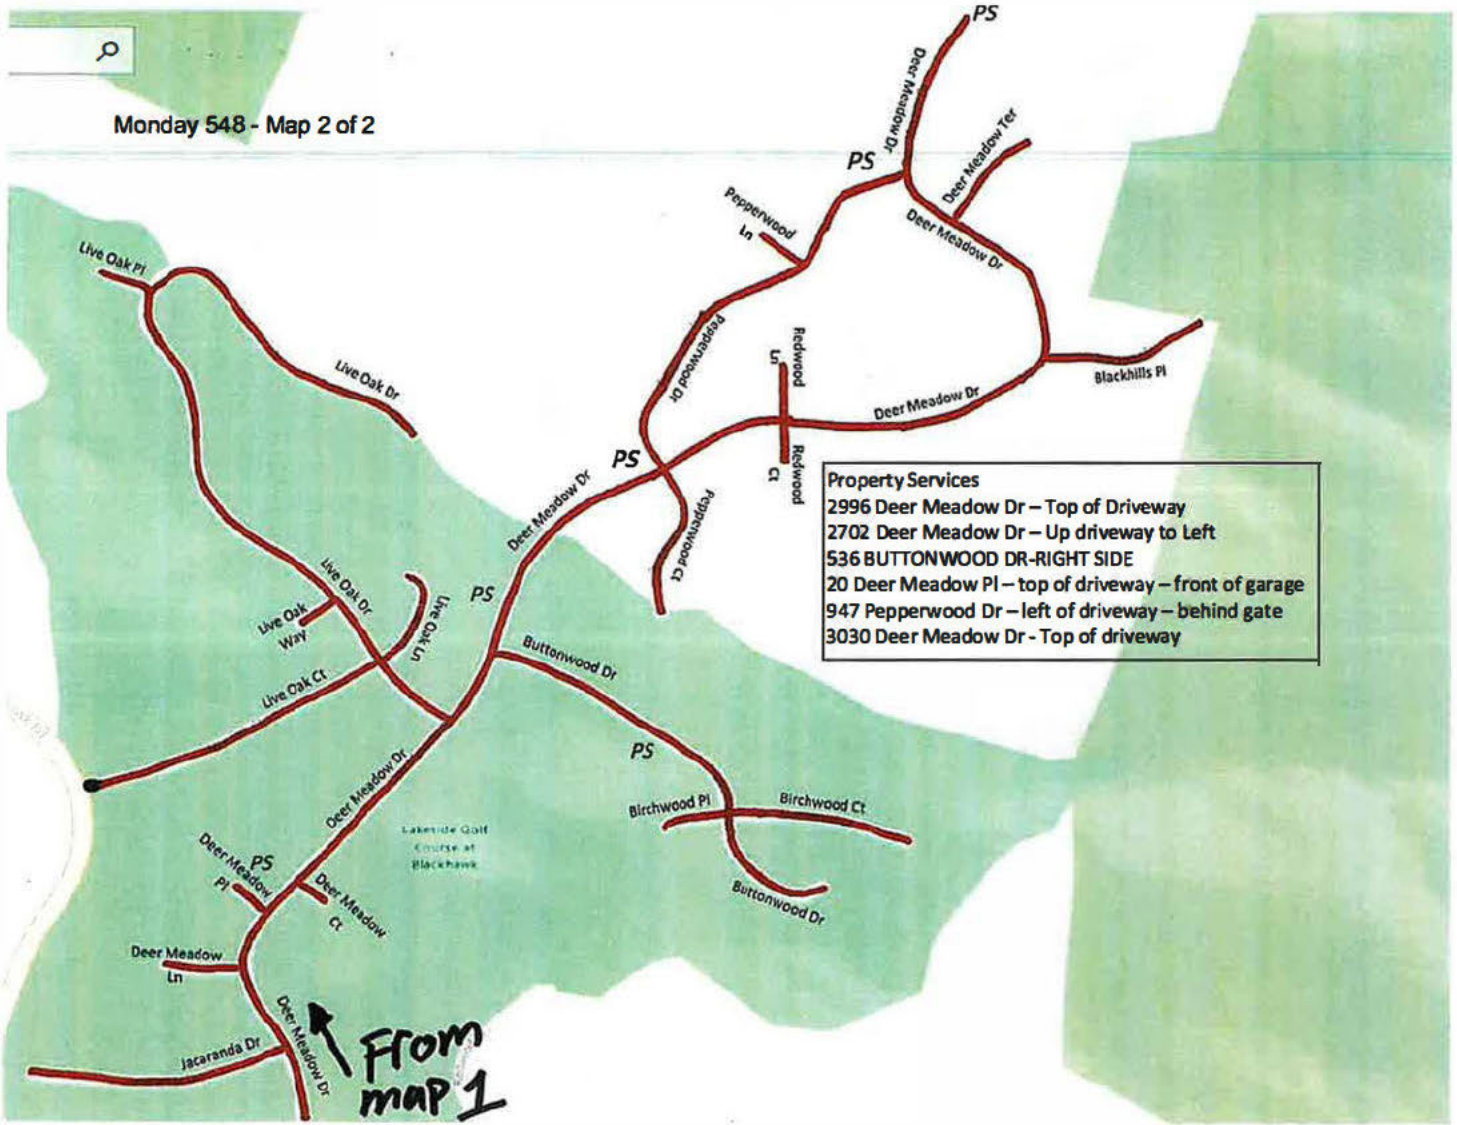 PS
Deer Meadow Dr
Monday 548 - Map 2 of 2
Deer Meadow Ter
PS
Pepperwood
Ln
Deer Meadow Dr
Live Oak Pl
Pepperwood Dr
Redwood
Ln
Live Oak Dr
Blackhills Pl
Deer Meadow Dr
PS
Redwood
Ct
Property Services
2996 Deer Meadow Dr – Top of Driveway
2702 Deer Meadow Dr – Up driveway to Left
536 BUTTONWOOD DR-RIGHT SIDE
20 Deer Meadow Pl – top of driveway – front of garage
947 Pepperwood Dr – left of driveway – behind gate
3030 Deer Meadow Dr - Top of driveway
Deer Meadow Dr
Pepperwood Ct
PS
Live Oak Dr
Live Oak
Way
Live Oak Ln
Live Oak Ct
Buttonwood Dr
PS
Deer Meadow Dr
Birchwood Pl
Birchwood Ct
Lakeside Golf
Course at
Blackhawk
PS
Deer Meadow
Pl
Deer Meadow
Ct
Buttonwood Dr
Deer Meadow
Ln
Deer Meadow Dr
Jacaranda Dr
From
map 1